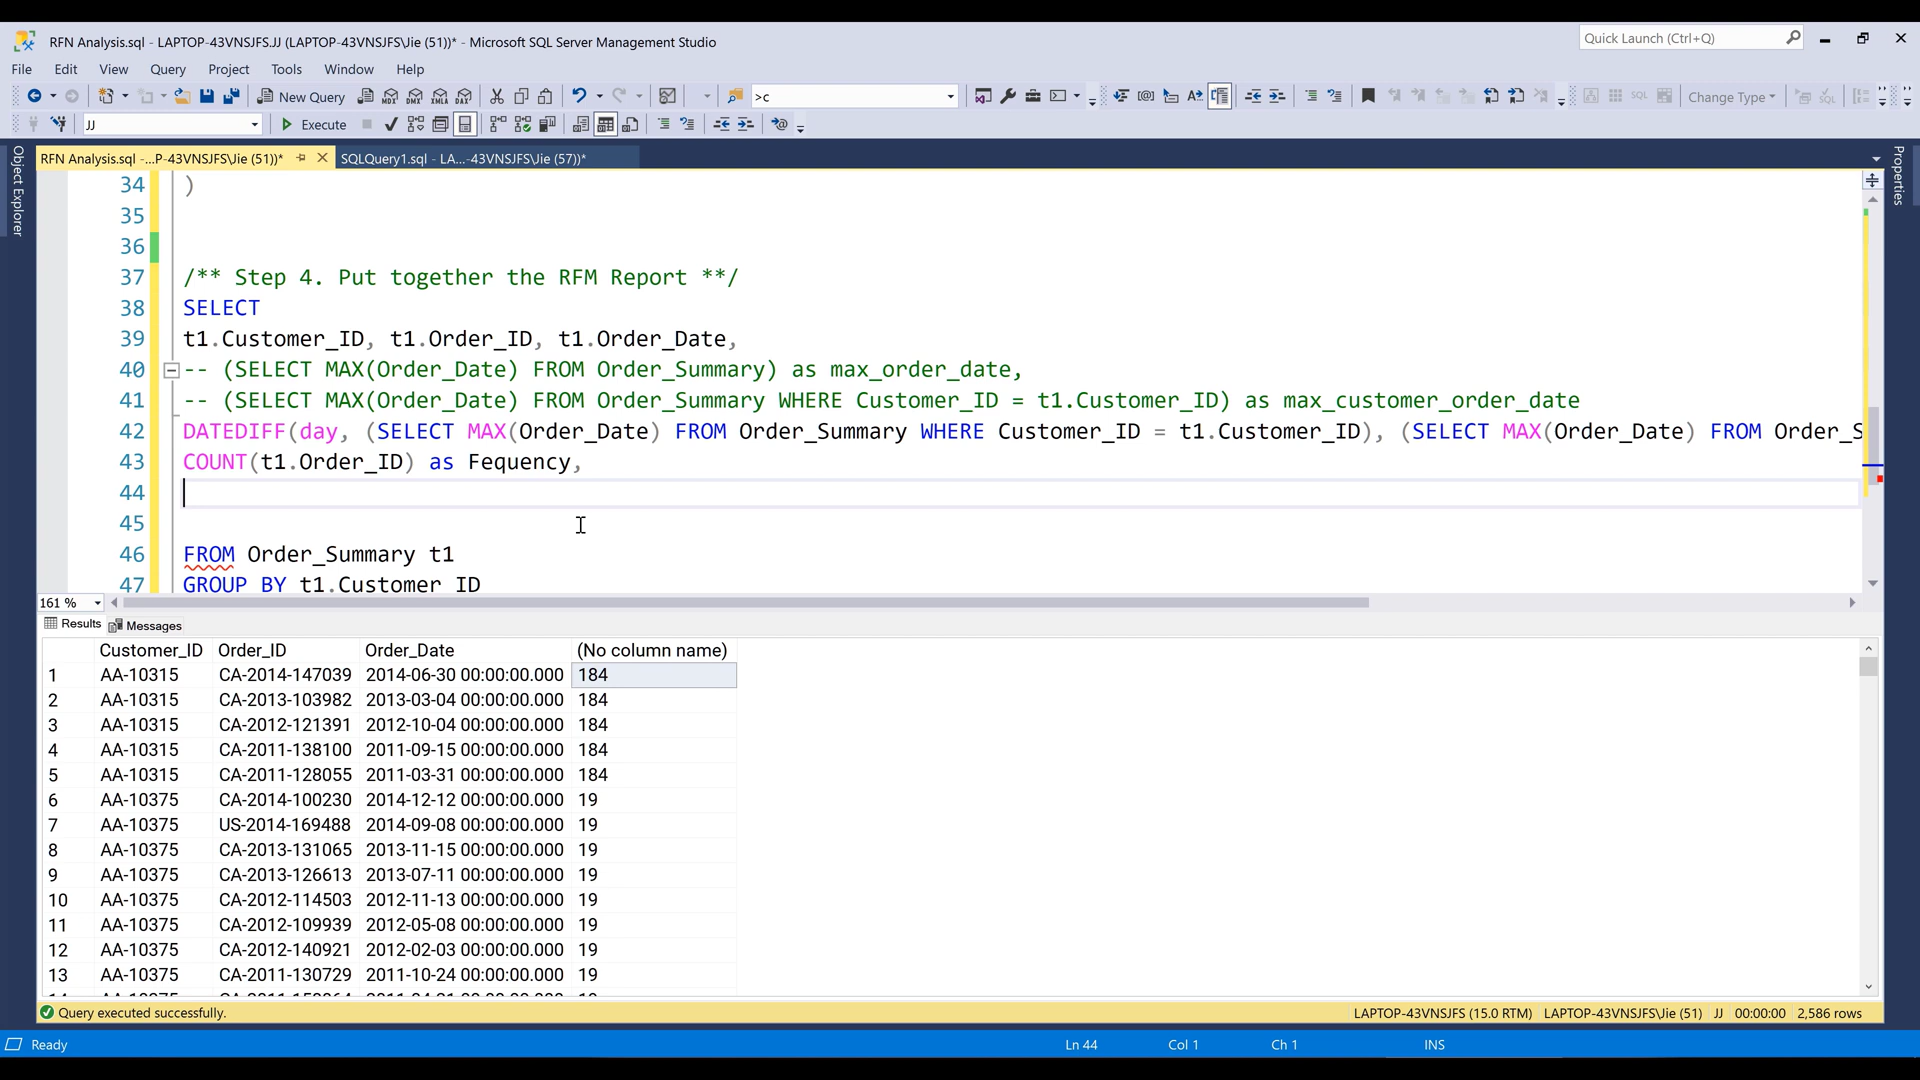 RFN Analysis.sql - LAPTOP-43VNSJFS.JJ (LAPTOP-43VNSJFS\Jie (51))* - Microsoft SQL Server Management Studio
Quick Launch (Ctrl+Q)
File Edit View Query Project Tools Window Help
New Query
MDX DMX XMLA DAX
>c
Change Type
JJ
Execute
RFN Analysis.sql -...P-43VNSJFS\Jie (51))*
SQLQuery1.sql - LA...-43VNSJFS\Jie (57))*
Object Explorer
Properties
34 )
35
36
37 /** Step 4. Put together the RFM Report **/
38 SELECT
39 t1.Customer_ID, t1.Order_ID, t1.Order_Date,
40 -- (SELECT MAX(Order_Date) FROM Order_Summary) as max_order_date,
41 -- (SELECT MAX(Order_Date) FROM Order_Summary WHERE Customer_ID = t1.Customer_ID) as max_customer_order_date
42 DATEDIFF(day, (SELECT MAX(Order_Date) FROM Order_Summary WHERE Customer_ID = t1.Customer_ID), (SELECT MAX(Order_Date) FROM Order_S
43 COUNT(t1.Order_ID) as Fequency,
44
45
46 FROM Order_Summary t1
47 GROUP BY t1.Customer_ID
161 %
Results Messages
Customer_ID Order_ID Order_Date (No column name)
1 AA-10315 CA-2014-147039 2014-06-30 00:00:00.000 184
2 AA-10315 CA-2013-103982 2013-03-04 00:00:00.000 184
3 AA-10315 CA-2012-121391 2012-10-04 00:00:00.000 184
4 AA-10315 CA-2011-138100 2011-09-15 00:00:00.000 184
5 AA-10315 CA-2011-128055 2011-03-31 00:00:00.000 184
6 AA-10375 CA-2014-100230 2014-12-12 00:00:00.000 19
7 AA-10375 US-2014-169488 2014-09-08 00:00:00.000 19
8 AA-10375 CA-2013-131065 2013-11-15 00:00:00.000 19
9 AA-10375 CA-2013-126613 2013-07-11 00:00:00.000 19
10 AA-10375 CA-2012-114503 2012-11-13 00:00:00.000 19
11 AA-10375 CA-2012-109939 2012-05-08 00:00:00.000 19
12 AA-10375 CA-2012-140921 2012-02-03 00:00:00.000 19
13 AA-10375 CA-2011-130729 2011-10-24 00:00:00.000 19
Query executed successfully.
LAPTOP-43VNSJFS (15.0 RTM) LAPTOP-43VNSJFS\Jie (51) JJ 00:00:00 2,586 rows
Ready
Ln 44 Col 1 Ch 1 INS